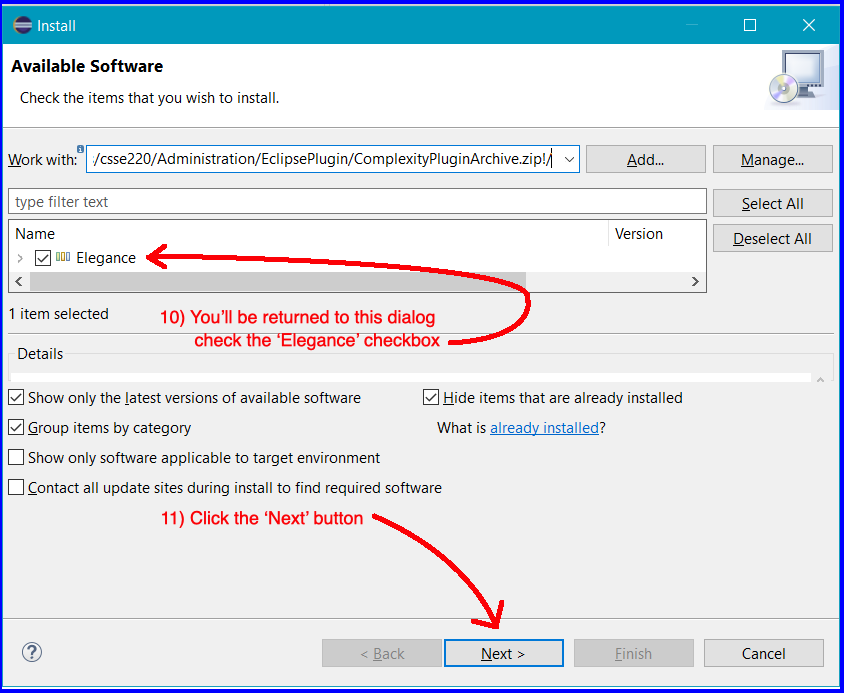 Install
Available Software
Check the items that you wish to install.
Work with: :/csse220/Administration/EclipsePlugin/ComplexityPluginArchive.zip!/ Add... Manage...
type filter text Select All
Name Version Deselect All
Elegance
1 item selected
10) You'll be returned to this dialog
check the 'Elegance' checkbox
Details
Show only the latest versions of available software Hide items that are already installed
Group items by category What is already installed?
Show only software applicable to target environment
Contact all update sites during install to find required software
11) Click the 'Next' button
? < Back Next > Finish Cancel